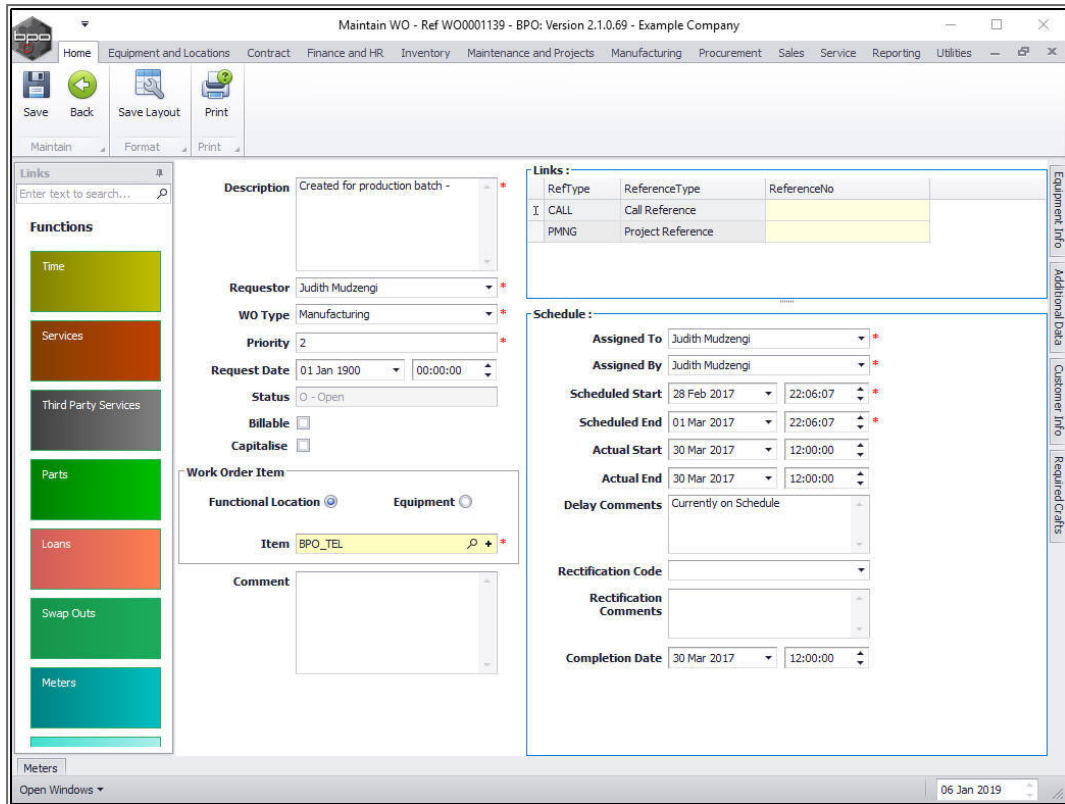 Maintain WO - Ref WO0001139 - BPO: Version 2.1.0.69 - Example Company
bpo
Home Equipment and Locations Contract Finance and HR Inventory Maintenance and Projects Manufacturing Procurement Sales Service Reporting Utilities
Save Back Save Layout Print
Maintain Format Print
Links
Enter text to search...
Functions
Time
Services
Third Party Services
Parts
Loans
Swap Outs
Meters
Description Created for production batch - *
Requestor Judith Mudzengi *
WO Type Manufacturing *
Priority 2 *
Request Date 01 Jan 1900 00:00:00
Status O - Open
Billable
Capitalise
Work Order Item
Functional Location Equipment
Item BPO_TEL *
Comment
Links :
RefType ReferenceType ReferenceNo
CALL Call Reference
PMNG Project Reference
Schedule :
Assigned To Judith Mudzengi *
Assigned By Judith Mudzengi *
Scheduled Start 28 Feb 2017 22:06:07 *
Scheduled End 01 Mar 2017 22:06:07 *
Actual Start 30 Mar 2017 12:00:00
Actual End 30 Mar 2017 12:00:00
Delay Comments Currently on Schedule
Rectification Code
Rectification
Comments
Completion Date 30 Mar 2017 12:00:00
Equipment Info
Additional Data
Customer Info
Required Crafts
Meters
Open Windows 06 Jan 2019